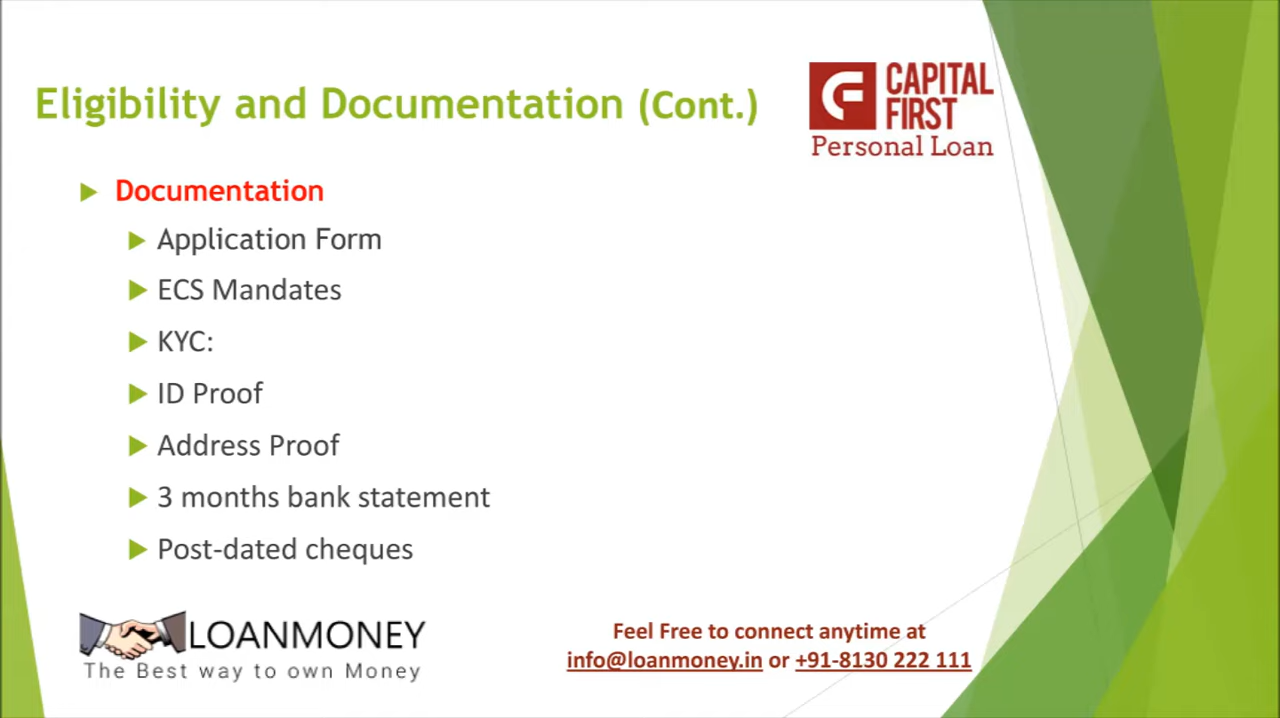 Eligibility and Documentation (Cont.)
CAPITAL
FIRST
Personal Loan
Documentation
Application Form
ECS Mandates
KYC:
ID Proof
Address Proof
3 months bank statement
Post-dated cheques
LOANMONEY
The Best way to own Money
Feel Free to connect anytime at
info@loanmoney.in or +91-8130 222 111